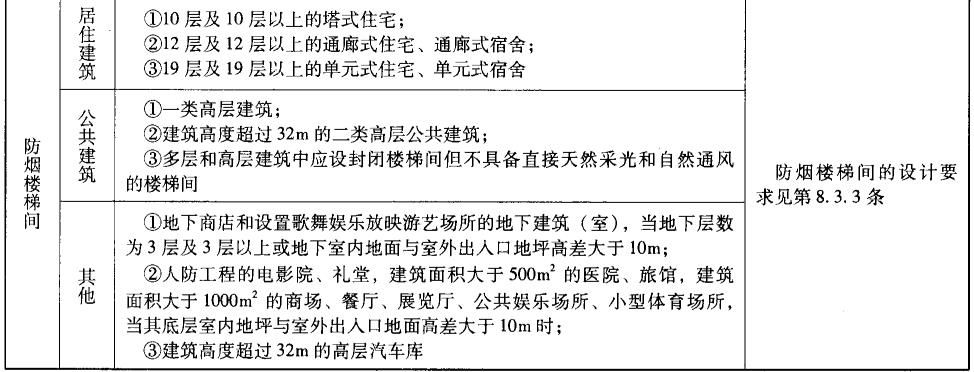 防烟楼梯间
居住建筑
①10 层及 10 层以上的塔式住宅；
②12 层及 12 层以上的通廊式住宅、通廊式宿舍；
③19 层及 19 层以上的单元式住宅、单元式宿舍
公共建筑
①一类高层建筑；
②建筑高度超过 32m 的二类高层公共建筑；
③多层和高层建筑中应设封闭楼梯间但不具备直接天然采光和自然通风
的楼梯间
其他
①地下商店和设置歌舞娱乐放映游艺场所的地下建筑（室），当地下层数
为 3 层及 3 层以上或地下室内地面与室外出入口地坪高差大于 10m；
②人防工程的电影院、礼堂，建筑面积大于 500m² 的医院、旅馆，建筑
面积大于 1000m² 的商场、餐厅、展览厅、公共娱乐场所、小型体育场所，
当其底层室内地坪与室外出入口地面高差大于 10m 时；
③建筑高度超过 32m 的高层汽车库
防烟楼梯间的设计要
求见第 8.3.3 条